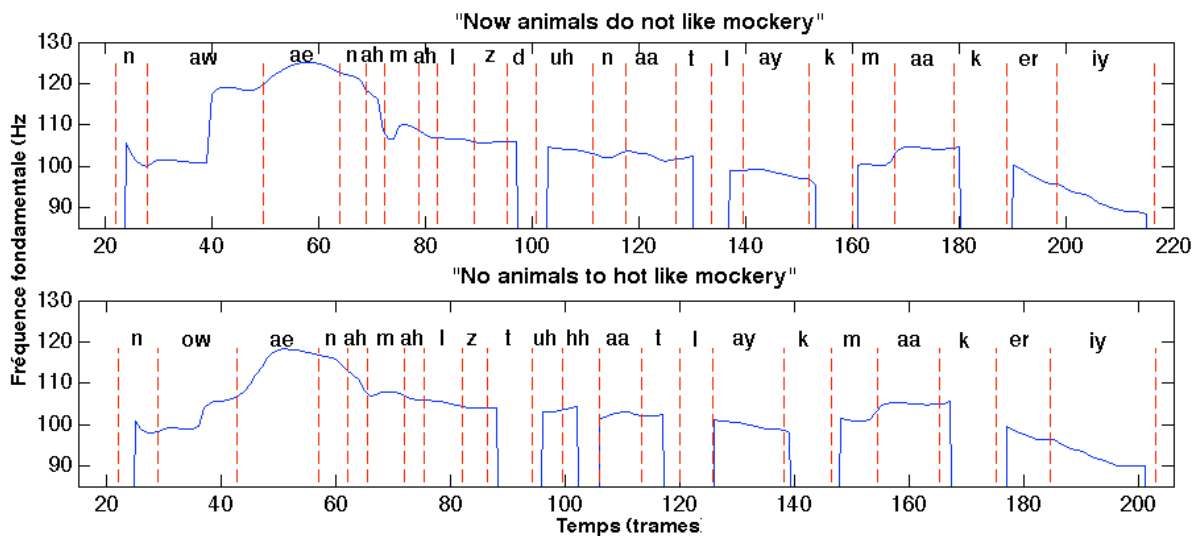 "Now animals do not like mockery"
130
n aw ae n ah m ah l z d uh n aa t l ay k m aa k er iy
120
110
100
90
20 40 60 80 100 120 140 160 180 200 220
Fréquence fondamentale (Hz
"No animals to hot like mockery"
130
n ow ae n ah m ah l z t uh hh aa t l ay k m aa k er iy
120
110
100
90
20 40 60 80 100 120 140 160 180 200
Temps (trames